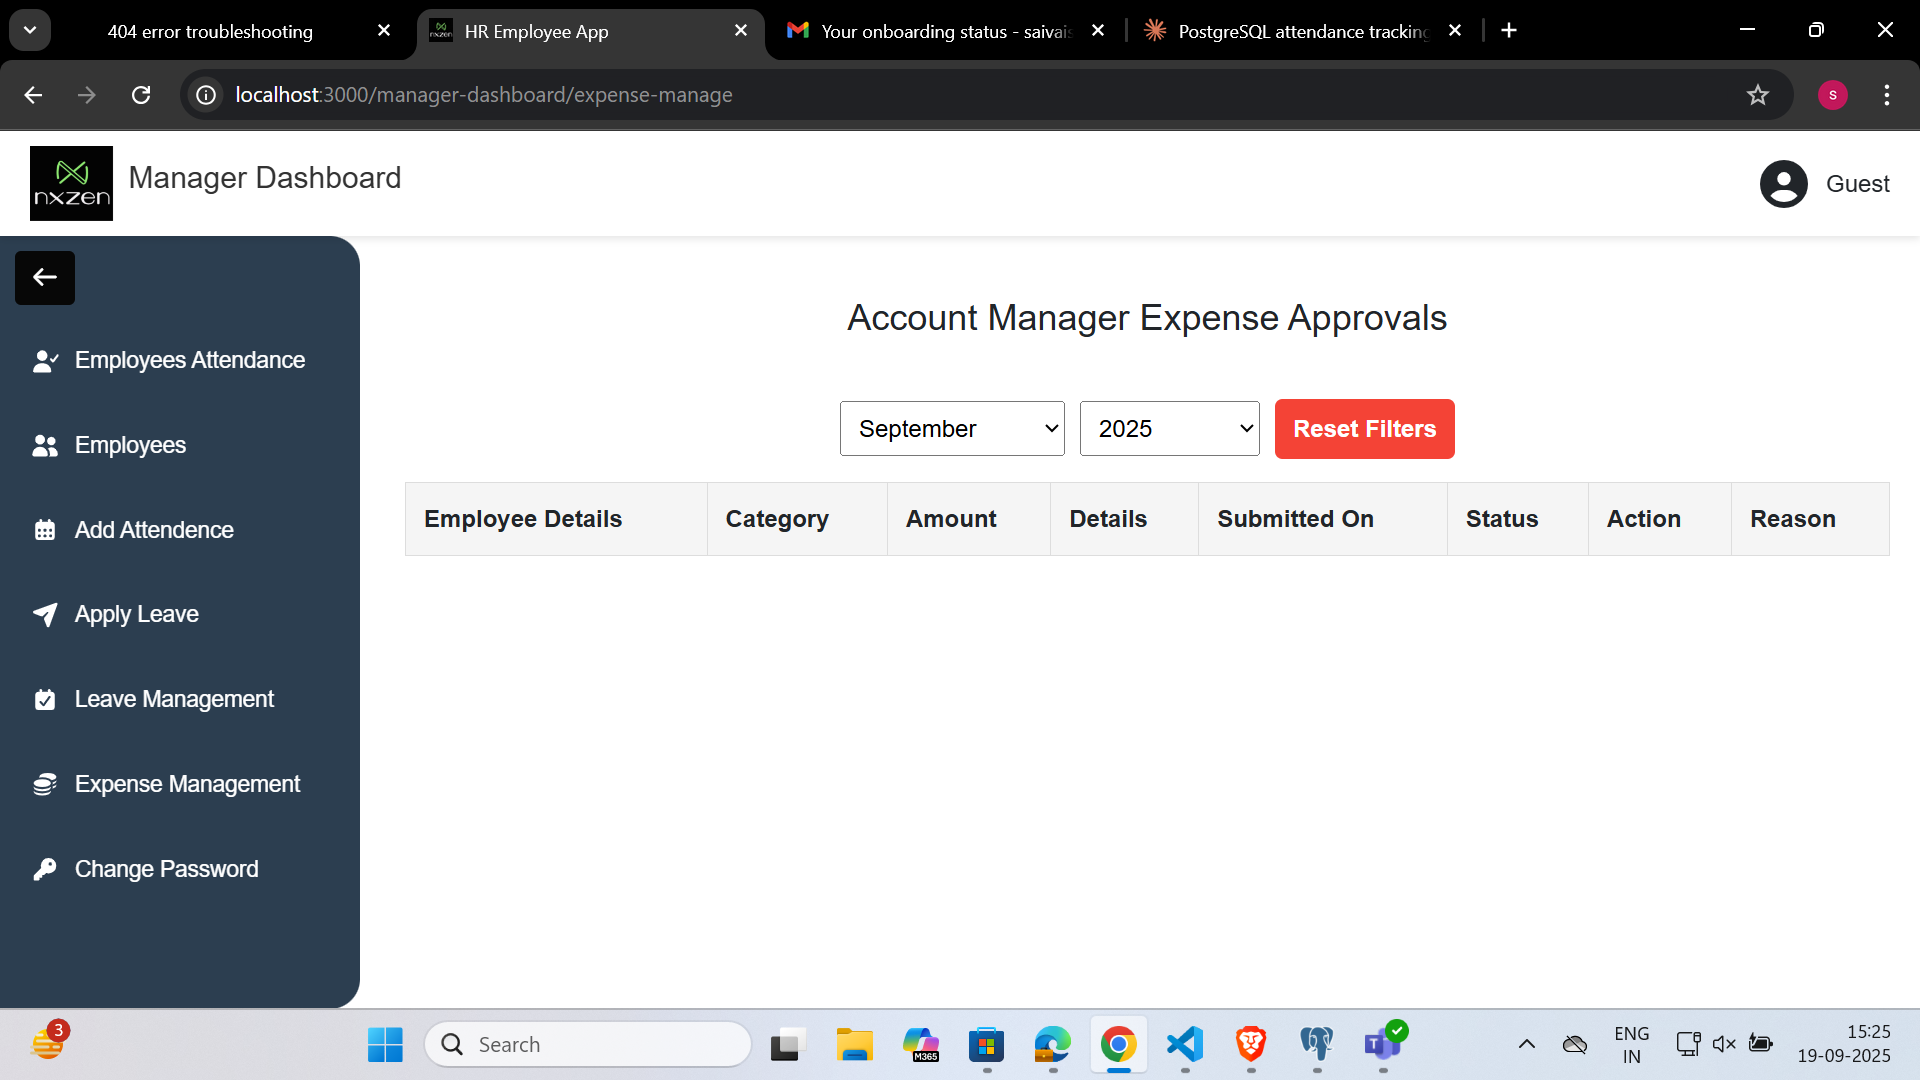 404 error troubleshooting
HR Employee App
Your onboarding status - saivais
PostgreSQL attendance tracking
localhost:3000/manager-dashboard/expense-manage
s
nxzen
Manager Dashboard
Guest
Employees Attendance
Employees
Add Attendence
Apply Leave
Leave Management
Expense Management
Change Password
Account Manager Expense Approvals
September
2025
Reset Filters
Employee Details
Category
Amount
Details
Submitted On
Status
Action
Reason
3
Search
M365
T
ENG
IN
15:25
19-09-2025